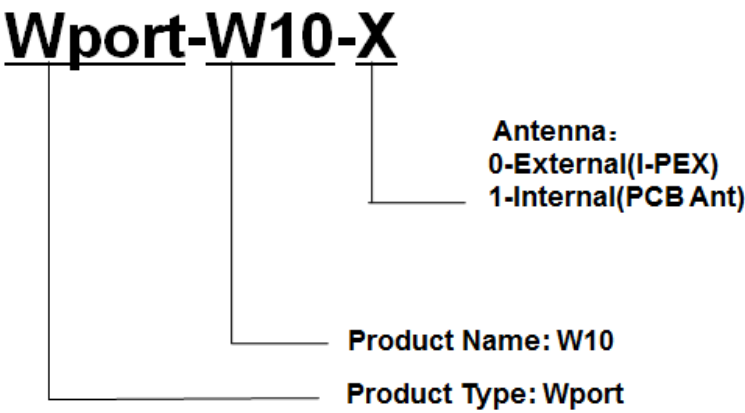 Wport-W10-X
Antenna：
0-External(I-PEX)
1-Internal(PCB Ant)
Product Name: W10
Product Type: Wport